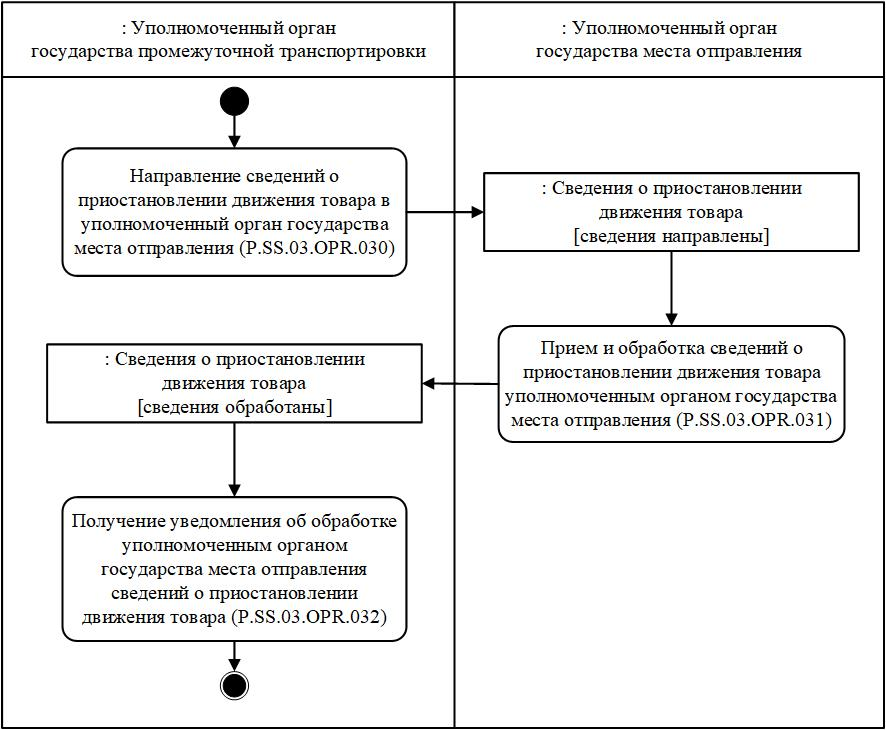 : Уполномоченный орган
государства промежуточной транспортировки
: Уполномоченный орган
государства места отправления
Направление сведений о
приостановлении движения товара в
уполномоченный орган государства
места отправления (P.SS.03.OPR.030)
: Сведения о приостановлении
движения товара
[сведения направлены]
Прием и обработка сведений о
приостановлении движения товара
уполномоченным органом государства
места отправления (P.SS.03.OPR.031)
: Сведения о приостановлении
движения товара
[сведения обработаны]
Получение уведомления об обработке
уполномоченным органом
государства места отправления
сведений о приостановлении
движения товара (P.SS.03.OPR.032)